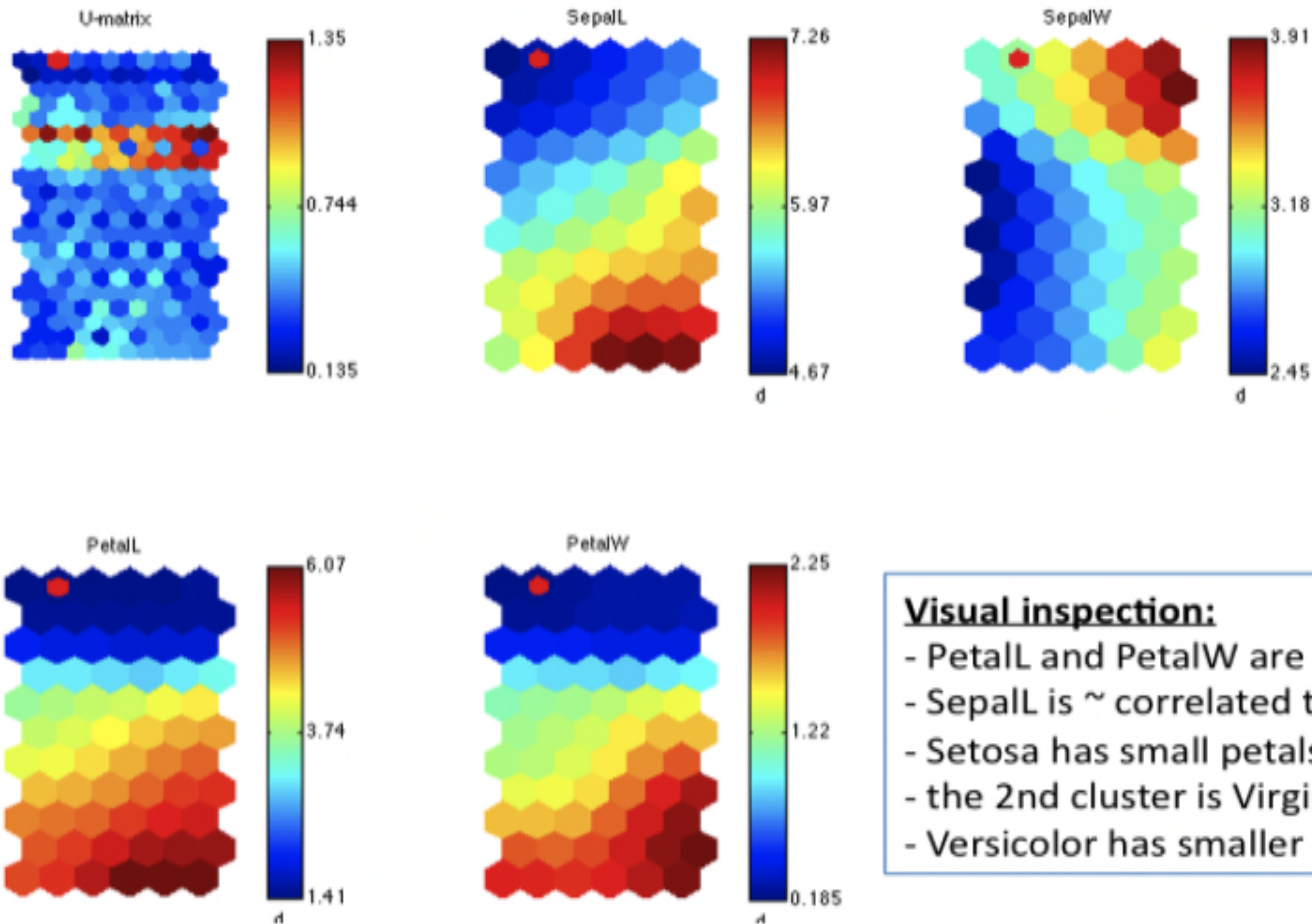 U-matrix
1.35
0.744
0.135
SepalL
7.26
5.97
4.67
d
SepalW
3.91
3.18
2.45
d
PetalL
6.07
3.74
1.41
d
PetalW
2.25
1.22
0.185
d
Visual inspection:
- PetalL and PetalW are
- SepalL is ~ correlated
- Setosa has small petals
- the 2nd cluster is
- Versicolor has smaller